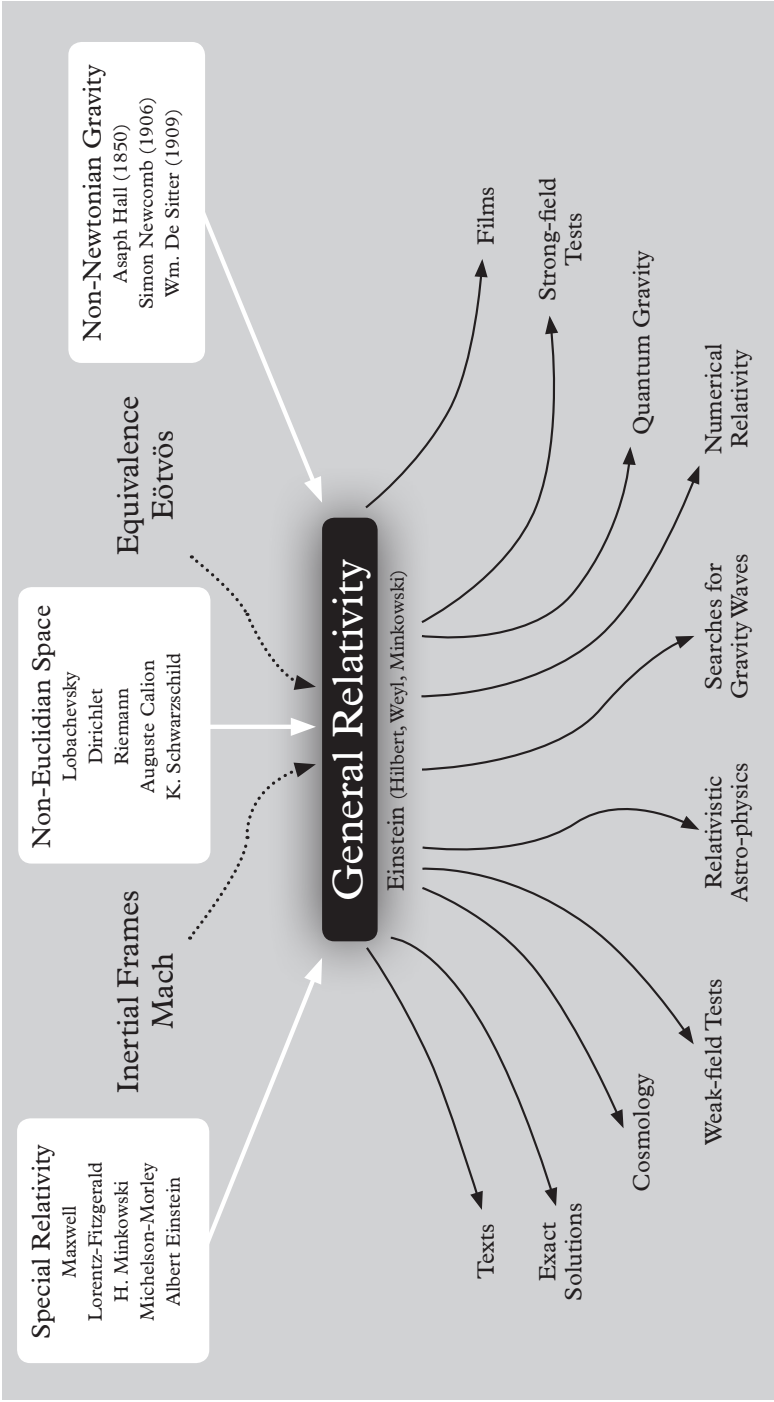 Special Relativity
Maxwell
Lorentz-Fitzgerald
H. Minkowski
Michelson-Morley
Albert Einstein
Inertial Frames
Mach
Non-Euclidian Space
Lobachevsky
Dirichlet
Riemann
Auguste Calion
K. Schwarzschild
Equivalence
Eötvös
Non-Newtonian Gravity
Asaph Hall (1850)
Simon Newcomb (1906)
Wm. De Sitter (1909)
General Relativity
Einstein (Hilbert, Weyl, Minkowski)
Texts
Exact
Solutions
Cosmology
Weak-field Tests
Relativistic
Astro-physics
Searches for
Gravity Waves
Numerical
Relativity
Quantum Gravity
Strong-field
Tests
Films